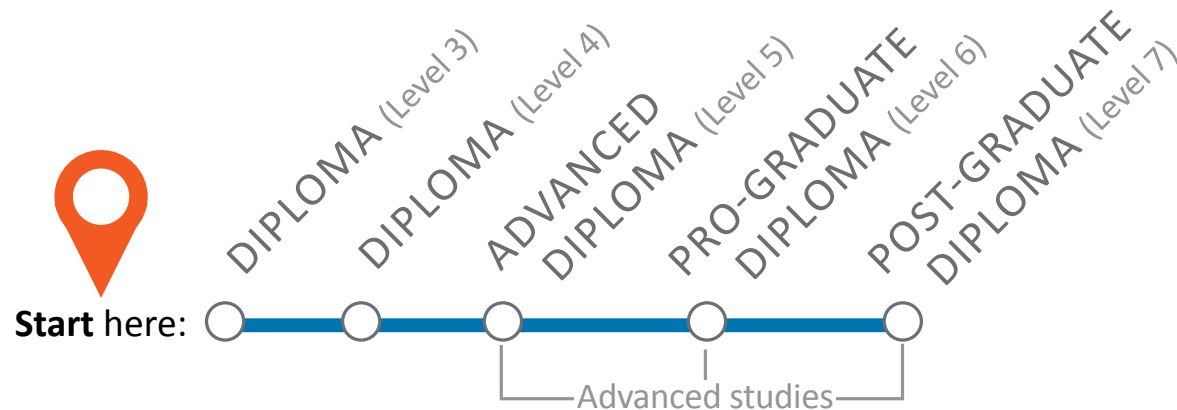 DIPLOMA (Level 3)
DIPLOMA (Level 4)
ADVANCED
DIPLOMA (Level 5)
PRO-GRADUATE
DIPLOMA (Level 6)
POST-GRADUATE
DIPLOMA (Level 7)
Start here:
Advanced studies